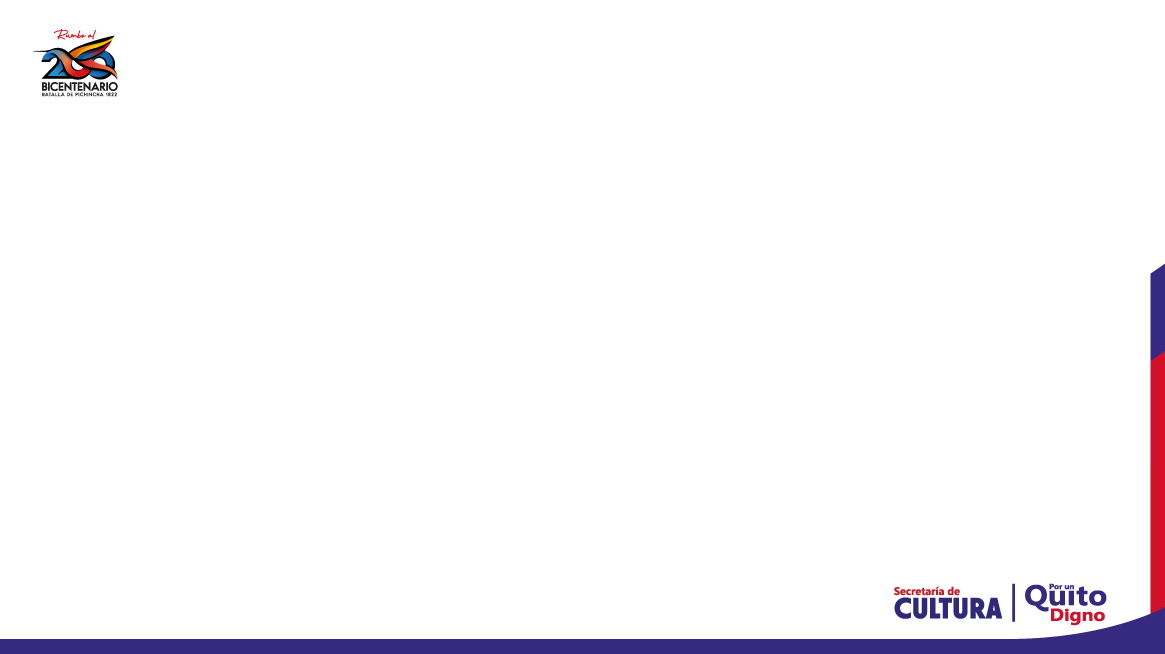 Rumbo al
200
BICENTENARIO
BATALLA DE PICHINCHA 1822
Secretaría de
CULTURA
Por un
Quito
Digno